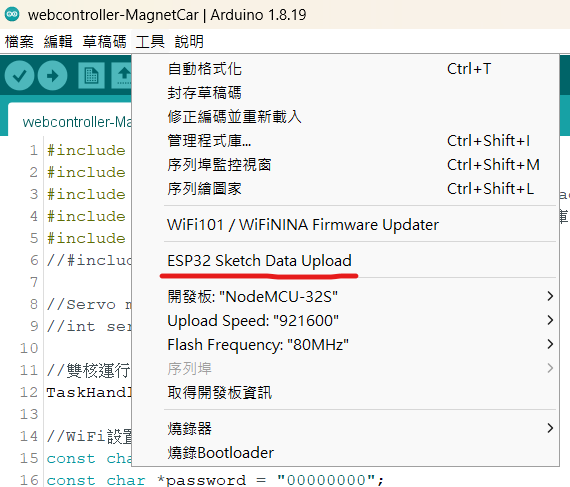 webcontroller-MagnetCar | Arduino 1.8.19
檔案 編輯 草稿碼 工具 說明
自動格式化 Ctrl+T
封存草稿碼
修正編碼並重新載入
管理程式庫... Ctrl+Shift+I
序列埠監控視窗 Ctrl+Shift+M
序列繪圖家 Ctrl+Shift+L
WiFi101 / WiFiNINA Firmware Updater
ESP32 Sketch Data Upload
開發板: "NodeMCU-32S"
Upload Speed: "921600"
Flash Frequency: "80MHz"
序列埠
取得開發板資訊
燒錄器
燒錄Bootloader
webcontroller-Ma
1 #include
2 #include
3 #include
4 #include 庫
5 #include
6 //#inclu
7
8 //Servo m
9 //int ser
10
11 //雙核運行
12 TaskHandl
13
14 //WiFi設置
15 const cha
16 const char *password = "00000000";